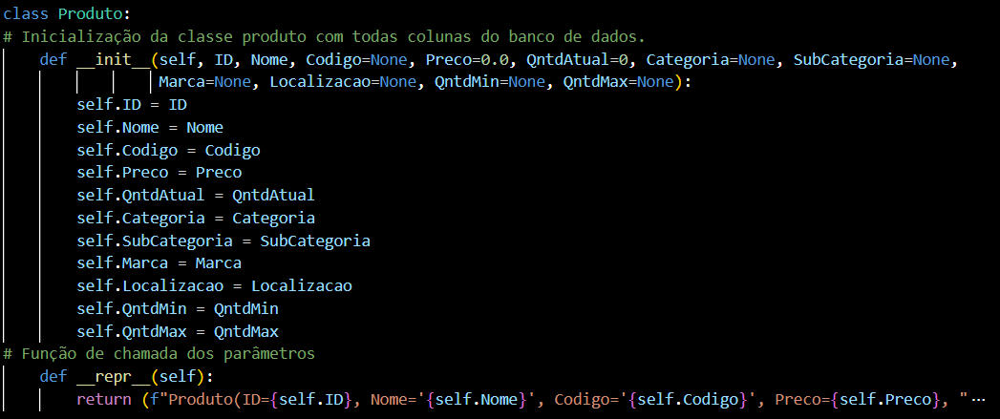 class Produto:
# Inicialização da classe produto com todas colunas do banco de dados.
def __init__(self, ID, Nome, Codigo=None, Preco=0.0, QntdAtual=0, Categoria=None, SubCategoria=None,
Marca=None, Localizacao=None, QntdMin=None, QntdMax=None):
self.ID = ID
self.Nome = Nome
self.Codigo = Codigo
self.Preco = Preco
self.QntdAtual = QntdAtual
self.Categoria = Categoria
self.SubCategoria = SubCategoria
self.Marca = Marca
self.Localizacao = Localizacao
self.QntdMin = QntdMin
self.QntdMax = QntdMax
# Função de chamada dos parâmetros
def __repr__(self):
return (f"Produto(ID={self.ID}, Nome='{self.Nome}', Codigo='{self.Codigo}', Preco={self.Preco}, "···